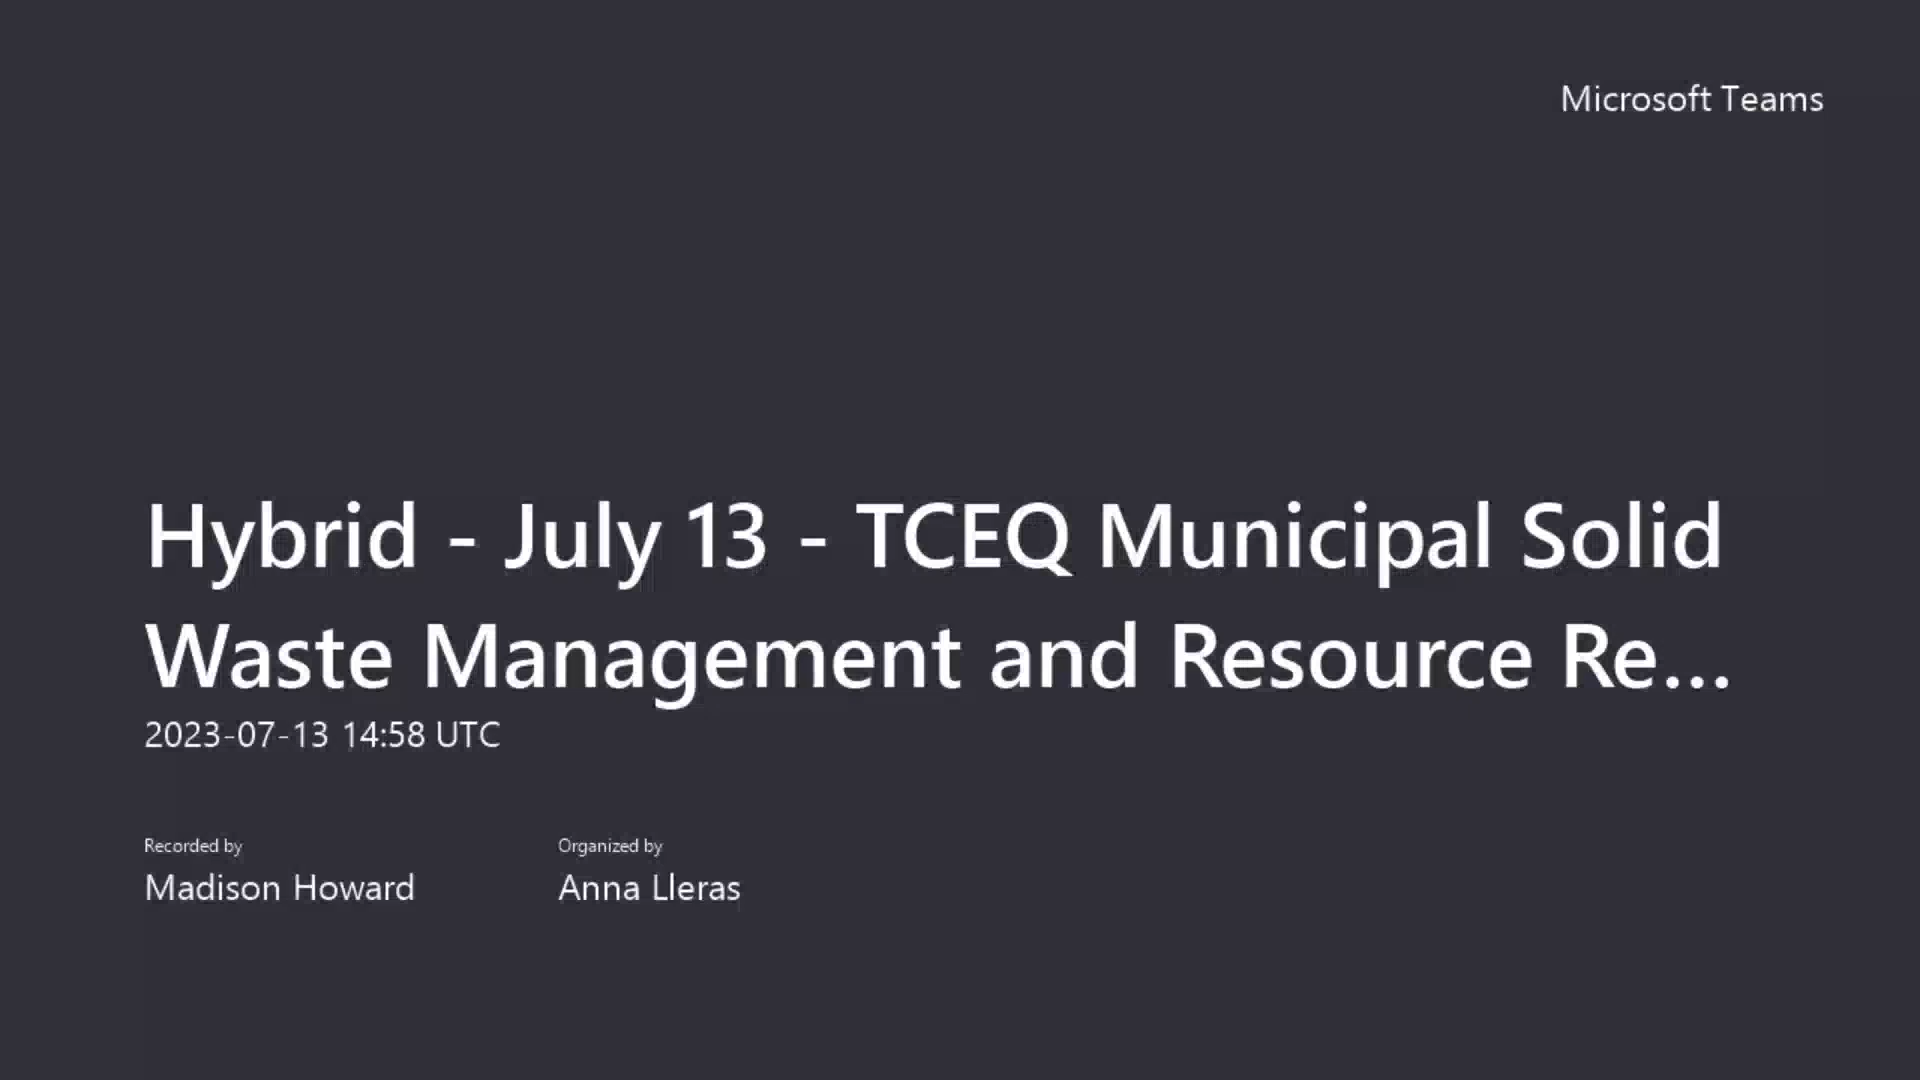 Microsoft Teams
Hybrid - July 13 - TCEQ Municipal Solid
Waste Management and Resource Re...
2023-07-13 14:58 UTC
Recorded by
Organized by
Madison Howard
Anna Lleras